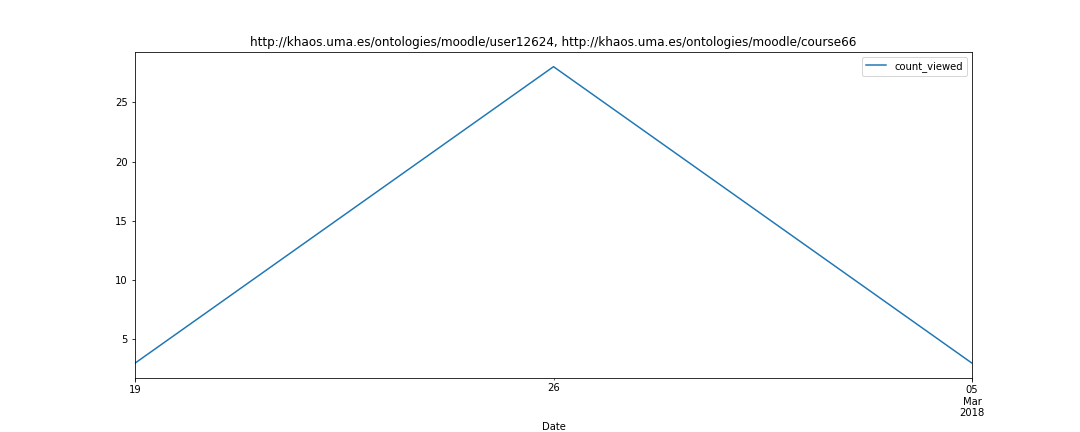 http://khaos.uma.es/ontologies/moodle/user12624, http://khaos.uma.es/ontologies/moodle/course66
count_viewed
25
20
15
10
5
19
26
05
Mar
2018
Date